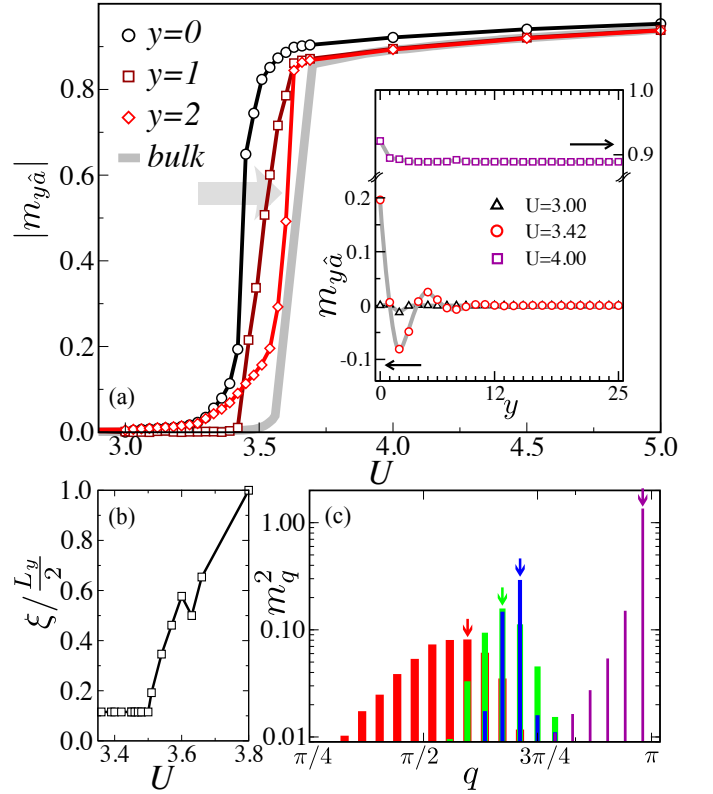 y=0
y=1
y=2
bulk
|m_{yâ}|
0.8
0.6
0.4
0.2
0.0
3.0
3.5
4.0
4.5
5.0
U
(a)
1.0
0.9
0.2
0.1
0
-0.1
m_{yâ}
U=3.00
U=3.42
U=4.00
0
12
25
y
(b)
1.0
0.8
0.6
0.4
0.2
0.0
ξ/\frac{L_y}{2}
3.4
3.6
3.8
U
(c)
1.00
0.10
0.01
m_q^2
π/4
π/2
3π/4
π
q